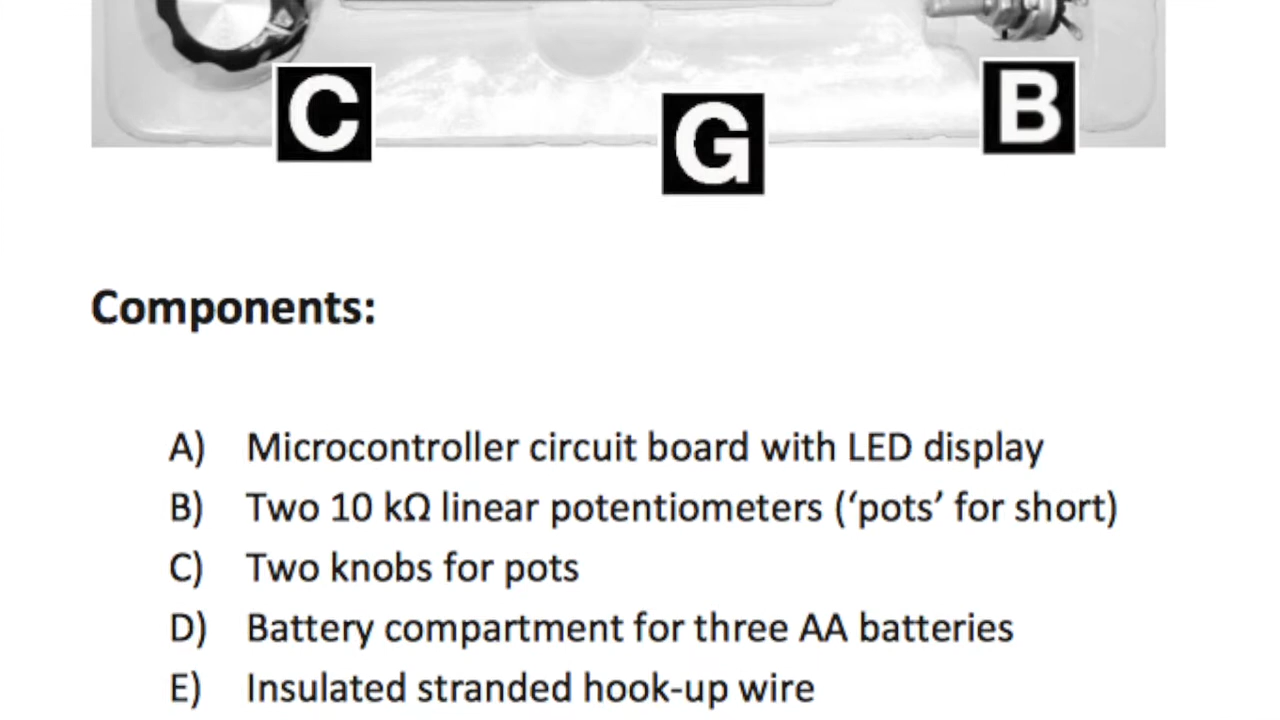 C
G
B
Components:
A) Microcontroller circuit board with LED display
B) Two 10 kΩ linear potentiometers (‘pots’ for short)
C) Two knobs for pots
D) Battery compartment for three AA batteries
E) Insulated stranded hook-up wire